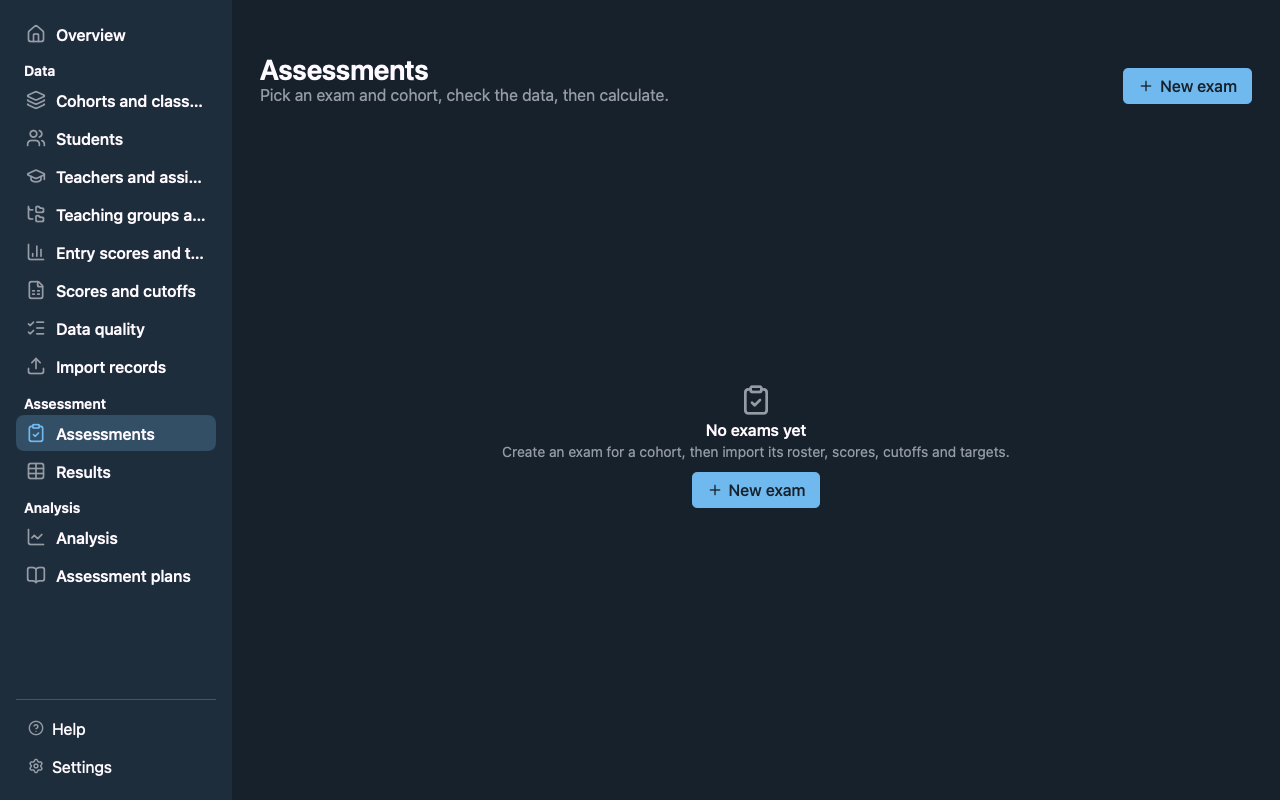 Overview
Data
Cohorts and class...
Students
Teachers and assi...
Teaching groups a...
Entry scores and t...
Scores and cutoffs
Data quality
Import records
Assessment
Assessments
Results
Analysis
Analysis
Assessment plans
Help
Settings
Assessments
Pick an exam and cohort, check the data, then calculate.
+ New exam
No exams yet
Create an exam for a cohort, then import its roster, scores, cutoffs and targets.
+ New exam